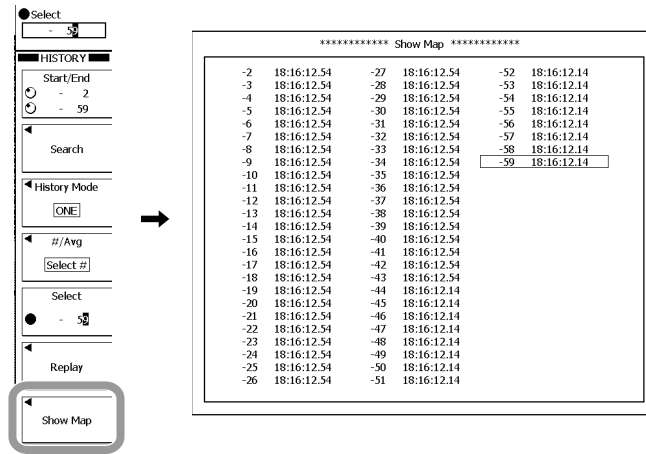 Select
- 59
HISTORY
Start/End
- 2
- 59
Search
History Mode
ONE
#/Avg
Select #
Select
- 59
Replay
Show Map
************ Show Map ************
-2 18:16:12.54 -27 18:16:12.54 -52 18:16:12.14
-3 18:16:12.54 -28 18:16:12.54 -53 18:16:12.14
-4 18:16:12.54 -29 18:16:12.54 -54 18:16:12.14
-5 18:16:12.54 -30 18:16:12.54 -55 18:16:12.14
-6 18:16:12.54 -31 18:16:12.54 -56 18:16:12.14
-7 18:16:12.54 -32 18:16:12.54 -57 18:16:12.14
-8 18:16:12.54 -33 18:16:12.54 -58 18:16:12.14
-9 18:16:12.54 -34 18:16:12.54 -59 18:16:12.14
-10 18:16:12.54 -35 18:16:12.54
-11 18:16:12.54 -36 18:16:12.54
-12 18:16:12.54 -37 18:16:12.54
-13 18:16:12.54 -38 18:16:12.54
-14 18:16:12.54 -39 18:16:12.54
-15 18:16:12.54 -40 18:16:12.54
-16 18:16:12.54 -41 18:16:12.54
-17 18:16:12.54 -42 18:16:12.54
-18 18:16:12.54 -43 18:16:12.54
-19 18:16:12.54 -44 18:16:12.14
-20 18:16:12.54 -45 18:16:12.14
-21 18:16:12.54 -46 18:16:12.14
-22 18:16:12.54 -47 18:16:12.14
-23 18:16:12.54 -48 18:16:12.14
-24 18:16:12.54 -49 18:16:12.14
-25 18:16:12.54 -50 18:16:12.14
-26 18:16:12.54 -51 18:16:12.14